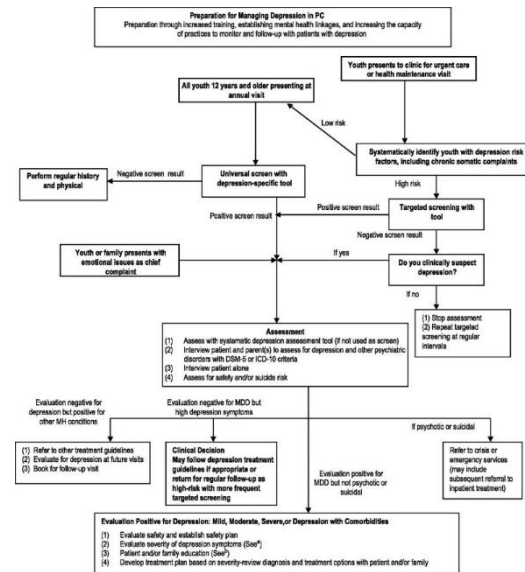 Preparation for Managing Depression in PC
Preparation through increased training, establishing mental health linkages, and increasing the capacity
of practices to monitor and follow-up with patients with depression
Youth presents to clinic for urgent care
or health maintenance visit
All youth 12 years and older presenting at
annual visit
Low risk
Systematically identify youth with depression risk
factors, including chronic somatic complaints
Perform regular history
and physical
Negative screen result
Universal screen with
depression-specific tool
High risk
Positive screen result
Positive screen result
Targeted screening with
tool
Negative screen result
Youth or family presents with
emotional issues as chief
complaint
If yes
Do you clinically suspect
depression?
If no
(1) Stop assessment
(2) Repeat targeted
screening at regular
intervals
Assessment
(1) Assess with systematic depression assessment tool (if not used as screen)
(2) Interview patient and parent(s) to assess for depression and other psychiatric
disorders with DSM-5 or ICD-10 criteria
(3) Interview patient alone
(4) Assess for safety and/or suicide risk
Evaluation negative for
depression but positive for
other MH conditions
Evaluation negative for MDD but
high depression symptoms
If psychotic or suicidal
(1) Refer to other treatment guidelines
(2) Evaluate for depression at future visits
(3) Book for follow-up visit
Clinical Decision
May follow depression treatment
guidelines if appropriate or
return for regular follow-up as
high-risk with more frequent
targeted screening
Evaluation positive for
MDD but not psychotic or
suicidal
Refer to crisis or
emergency services
(may include
subsequent referral to
inpatient treatment)
Evaluation Positive for Depression: Mild, Moderate, Severe,or Depression with Comorbidities
(1) Evaluate safety and establish safety plan
(2) Evaluate severity of depression symptoms (See
(3) Patient and/or family education (See
(4) Develop treatment plan based on severity-review diagnosis and treatment options with patient and/or family